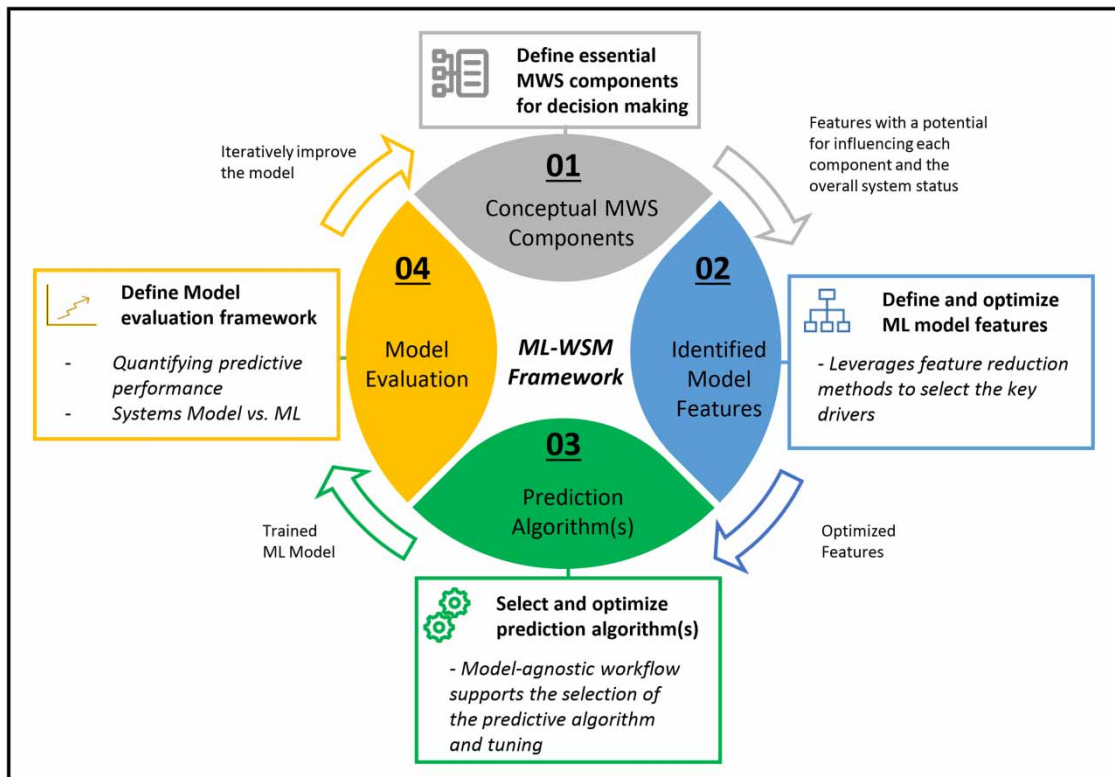 Define essential
MWS components
for decision making
Iteratively improve
the model
Features with a potential
for influencing each
component and the
overall system status
01
Conceptual MWS
Components
04
Model
Evaluation
ML-WSM
Framework
02
Identified
Model
Features
Define Model
evaluation framework
- Quantifying predictive
performance
- Systems Model vs. ML
Define and optimize
ML model features
- Leverages feature reduction
methods to select the key
drivers
03
Prediction
Algorithm(s)
Trained
ML Model
Optimized
Features
Select and optimize
prediction algorithm(s)
- Model-agnostic workflow
supports the selection of
the predictive algorithm
and tuning